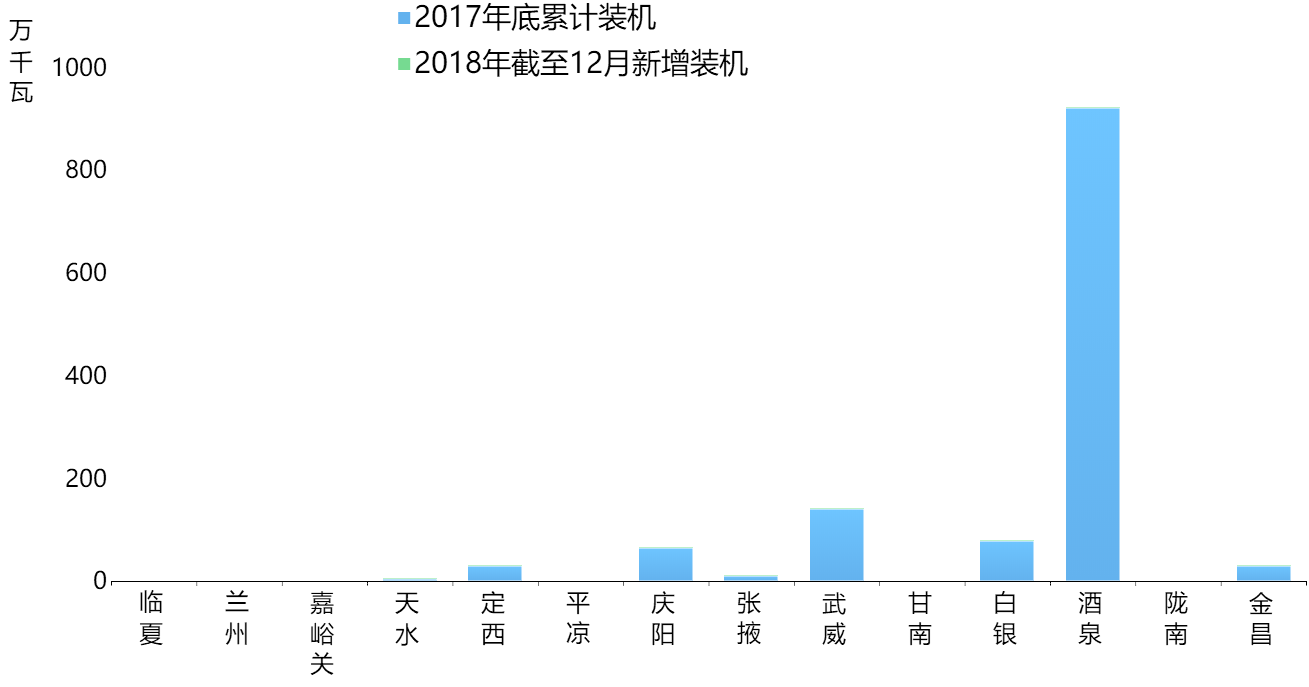 万千瓦
2017年底累计装机
2018年截至12月新增装机
1000
800
600
400
200
0
临夏
兰州
嘉峪关
天水
定西
平凉
庆阳
张掖
武威
甘南
白银
酒泉
陇南
金昌